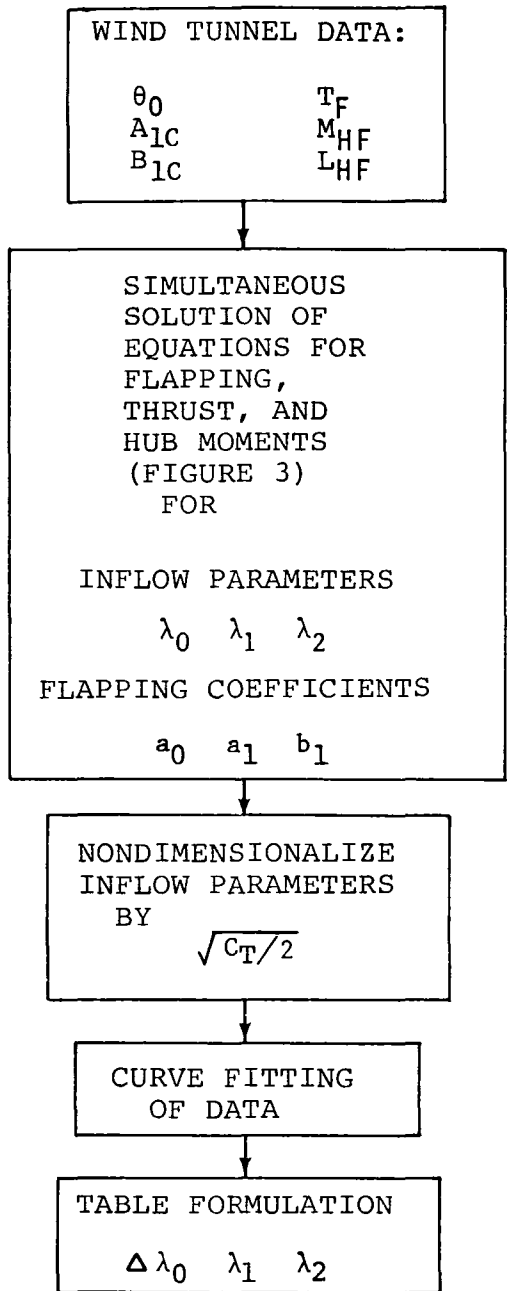 WIND TUNNEL DATA:
θ0 TF
A1C MHF
B1C LHF
SIMULTANEOUS
SOLUTION OF
EQUATIONS FOR
FLAPPING,
THRUST, AND
HUB MOMENTS
(FIGURE 3)
FOR
INFLOW PARAMETERS
λ0 λ1 λ2
FLAPPING COEFFICIENTS
a0 a1 b1
NONDIMENSIONALIZE
INFLOW PARAMETERS
BY
√CT/2
CURVE FITTING
OF DATA
TABLE FORMULATION
Δλ0 λ1 λ2